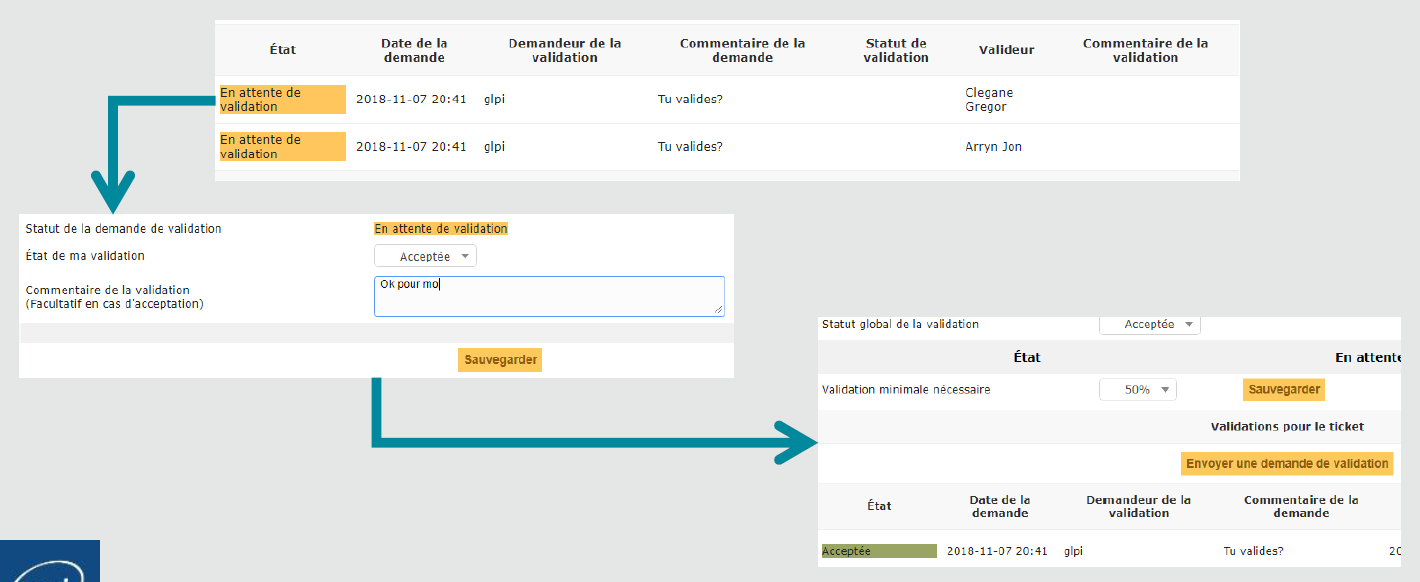 État Date de la demande Demandeur de la validation Commentaire de la demande Statut de validation Valideur Commentaire de la validation
En attente de validation 2018-11-07 20:41 glpi Tu valides? Clegane Gregor
En attente de validation 2018-11-07 20:41 glpi Tu valides? Arryn Jon
Statut de la demande de validation En attente de validation
État de ma validation Acceptée
Commentaire de la validation
(Facultatif en cas d'acceptation) Ok pour mo
Sauvegarder
Statut global de la validation Acceptée
État En attente
Validation minimale nécessaire 50% Sauvegarder
Validations pour le ticket
Envoyer une demande de validation
État Date de la demande Demandeur de la validation Commentaire de la demande
Acceptée 2018-11-07 20:41 glpi Tu valides? 20